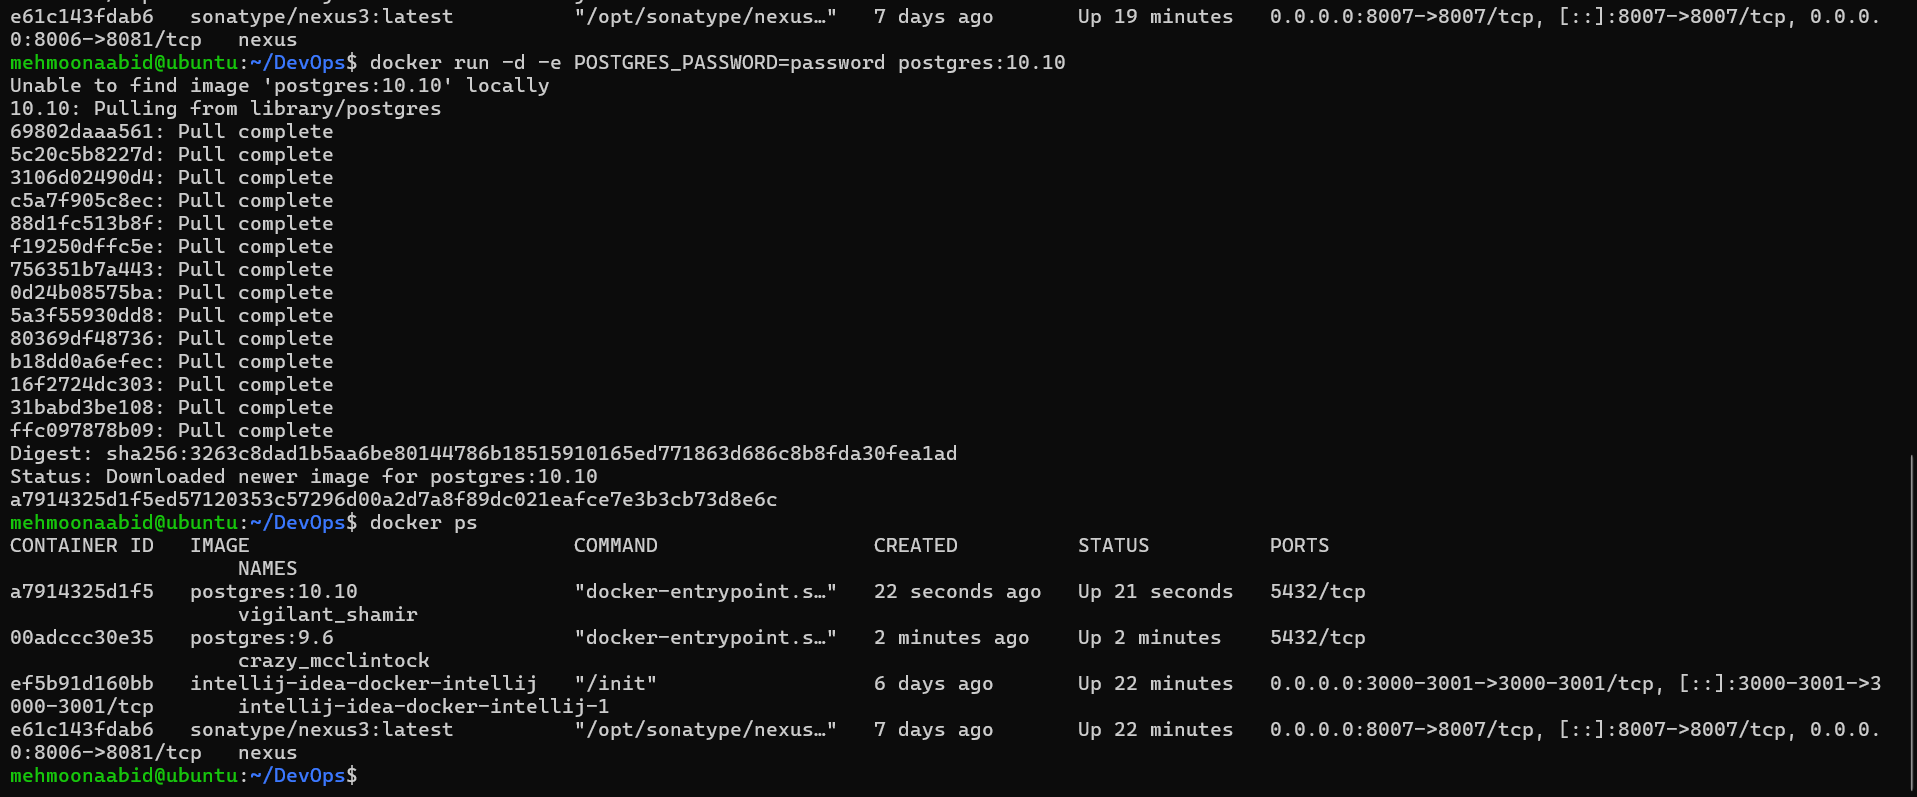 e61c143fdab6   sonatype/nexus3:latest          "/opt/sonatype/nexus…"   7 days ago       Up 19 minutes   0.0.0.0:8007->8007/tcp, [::]:8007->8007/tcp, 0.0.0.
0:8006->8081/tcp   nexus
mehmoonaabid@ubuntu:~/DevOps$ docker run -d -e POSTGRES_PASSWORD=password postgres:10.10
Unable to find image 'postgres:10.10' locally
10.10: Pulling from library/postgres
69802daaa561: Pull complete
5c20c5b8227d: Pull complete
3106d02490d4: Pull complete
c5a7f905c8ec: Pull complete
88d1fc513b8f: Pull complete
f19250dffc5e: Pull complete
756351b7a443: Pull complete
0d24b08575ba: Pull complete
5a3f55930dd8: Pull complete
80369df48736: Pull complete
b18dd0a6efec: Pull complete
16f2724dc303: Pull complete
31babd3be108: Pull complete
ffc097878b09: Pull complete
Digest: sha256:3263c8dad1b5aa6be80144786b18515910165ed771863d686c8b8fda30fea1ad
Status: Downloaded newer image for postgres:10.10
a7914325d1f5ed57120353c57296d00a2d7a8f89dc021eafce7e3b3cb73d8e6c
mehmoonaabid@ubuntu:~/DevOps$ docker ps
CONTAINER ID   IMAGE                           COMMAND                  CREATED          STATUS          PORTS
                   NAMES
a7914325d1f5   postgres:10.10                  "docker-entrypoint.s…"   22 seconds ago   Up 21 seconds   5432/tcp
                   vigilant_shamir
00adccc30e35   postgres:9.6                    "docker-entrypoint.s…"   2 minutes ago    Up 2 minutes    5432/tcp
                   crazy_mcclintock
ef5b91d160bb   intellij-idea-docker-intellij   "/init"                  6 days ago       Up 22 minutes   0.0.0.0:3000-3001->3000-3001/tcp, [::]:3000-3001->3
000-3001/tcp       intellij-idea-docker-intellij-1
e61c143fdab6   sonatype/nexus3:latest          "/opt/sonatype/nexus…"   7 days ago       Up 22 minutes   0.0.0.0:8007->8007/tcp, [::]:8007->8007/tcp, 0.0.0.
0:8006->8081/tcp   nexus
mehmoonaabid@ubuntu:~/DevOps$